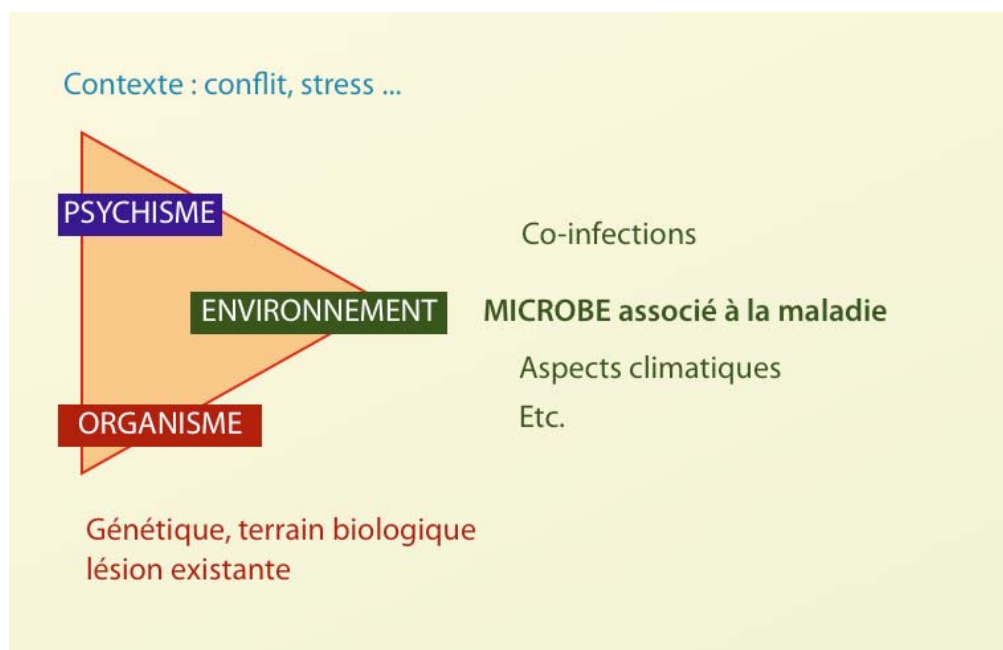 Contexte : conflit, stress ...
PSYCHISME
Co-infections
ENVIRONNEMENT
MICROBE associé à la maladie
Aspects climatiques
Etc.
ORGANISME
Génétique, terrain biologique
lésion existante